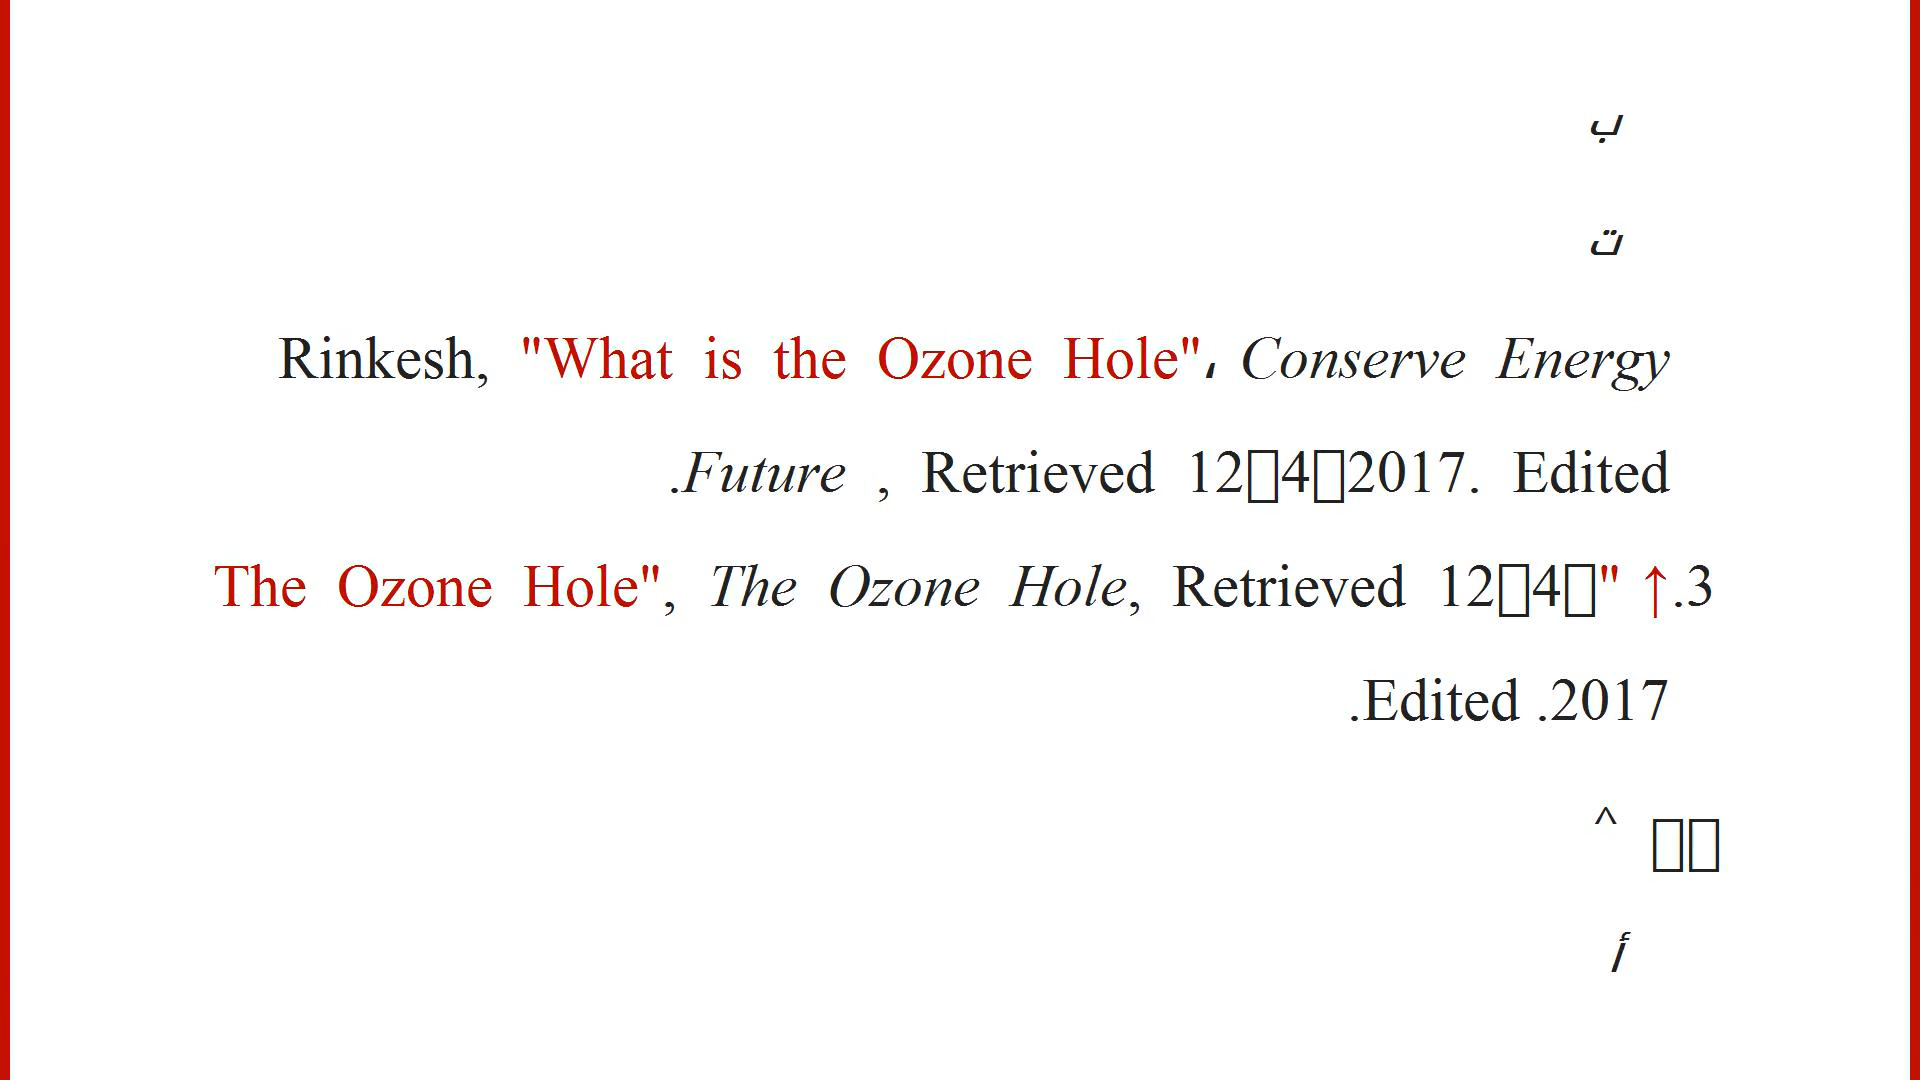 ب
ت
Rinkesh, "What is the Ozone Hole"، Conserve Energy
.Future , Retrieved 12▯4▯2017. Edited
The Ozone Hole", The Ozone Hole, Retrieved 12▯4▯" ↑.3
.Edited .2017
^ ▯▯
أ